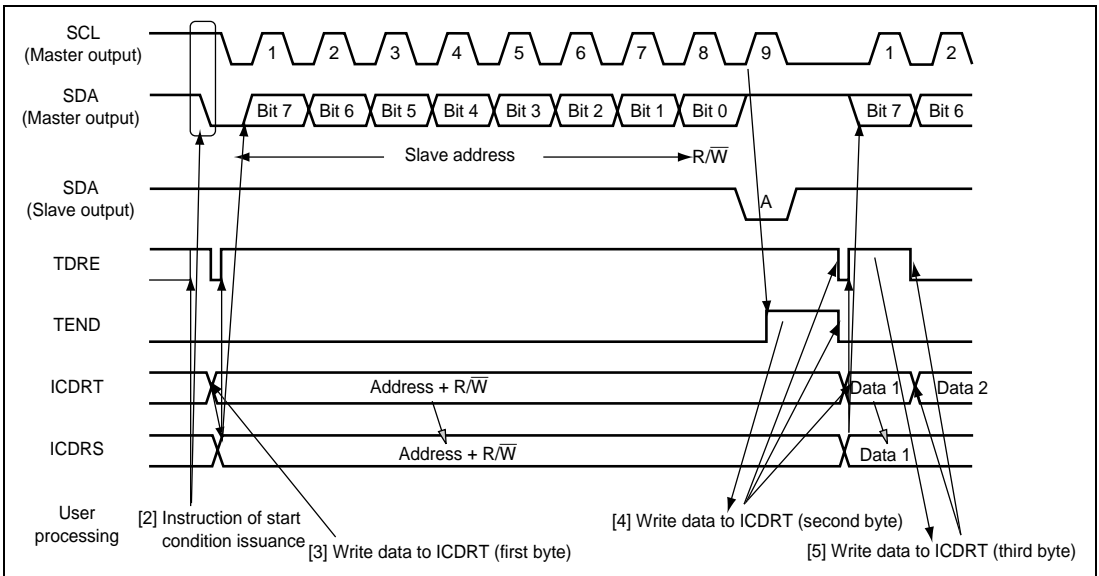 SCL
(Master output)
1 2 3 4 5 6 7 8 9 1 2
SDA
(Master output)
Bit 7 Bit 6 Bit 5 Bit 4 Bit 3 Bit 2 Bit 1 Bit 0 Bit 7 Bit 6
Slave address R/W̅
SDA
(Slave output)
A
TDRE
TEND
ICDRT
Address + R/W̅ Data 1 Data 2
ICDRS
Address + R/W̅ Data 1
User
processing
[2] Instruction of start
condition issuance
[3] Write data to ICDRT (first byte)
[4] Write data to ICDRT (second byte)
[5] Write data to ICDRT (third byte)